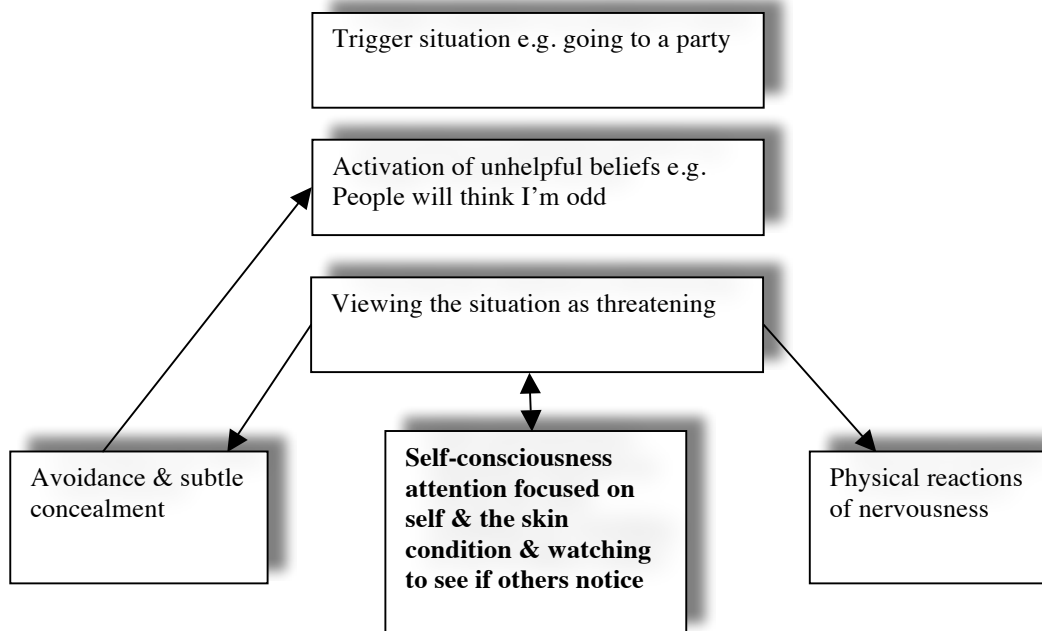 Trigger situation e.g. going to a party
Activation of unhelpful beliefs e.g.
People will think I’m odd
Viewing the situation as threatening
Avoidance & subtle
concealment
Self-consciousness
attention focused on
self & the skin
condition & watching
to see if others notice
Physical reactions
of nervousness